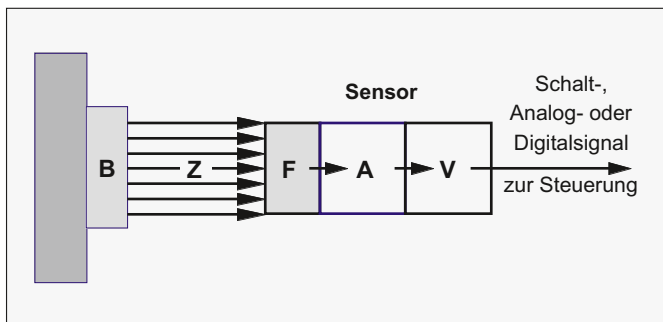 Sensor
Schalt-,
Analog- oder
Digitalsignal
zur Steuerung
B
Z
F
A
V